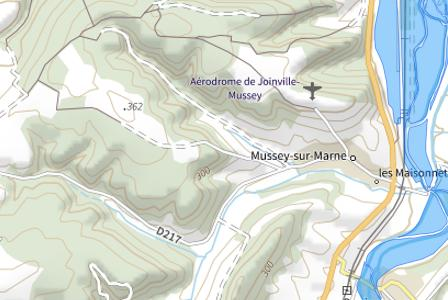 Aérodrome de Joinville-
Mussey
362
Mussey-sur-Marne
les Maisonnet
300
D217
300